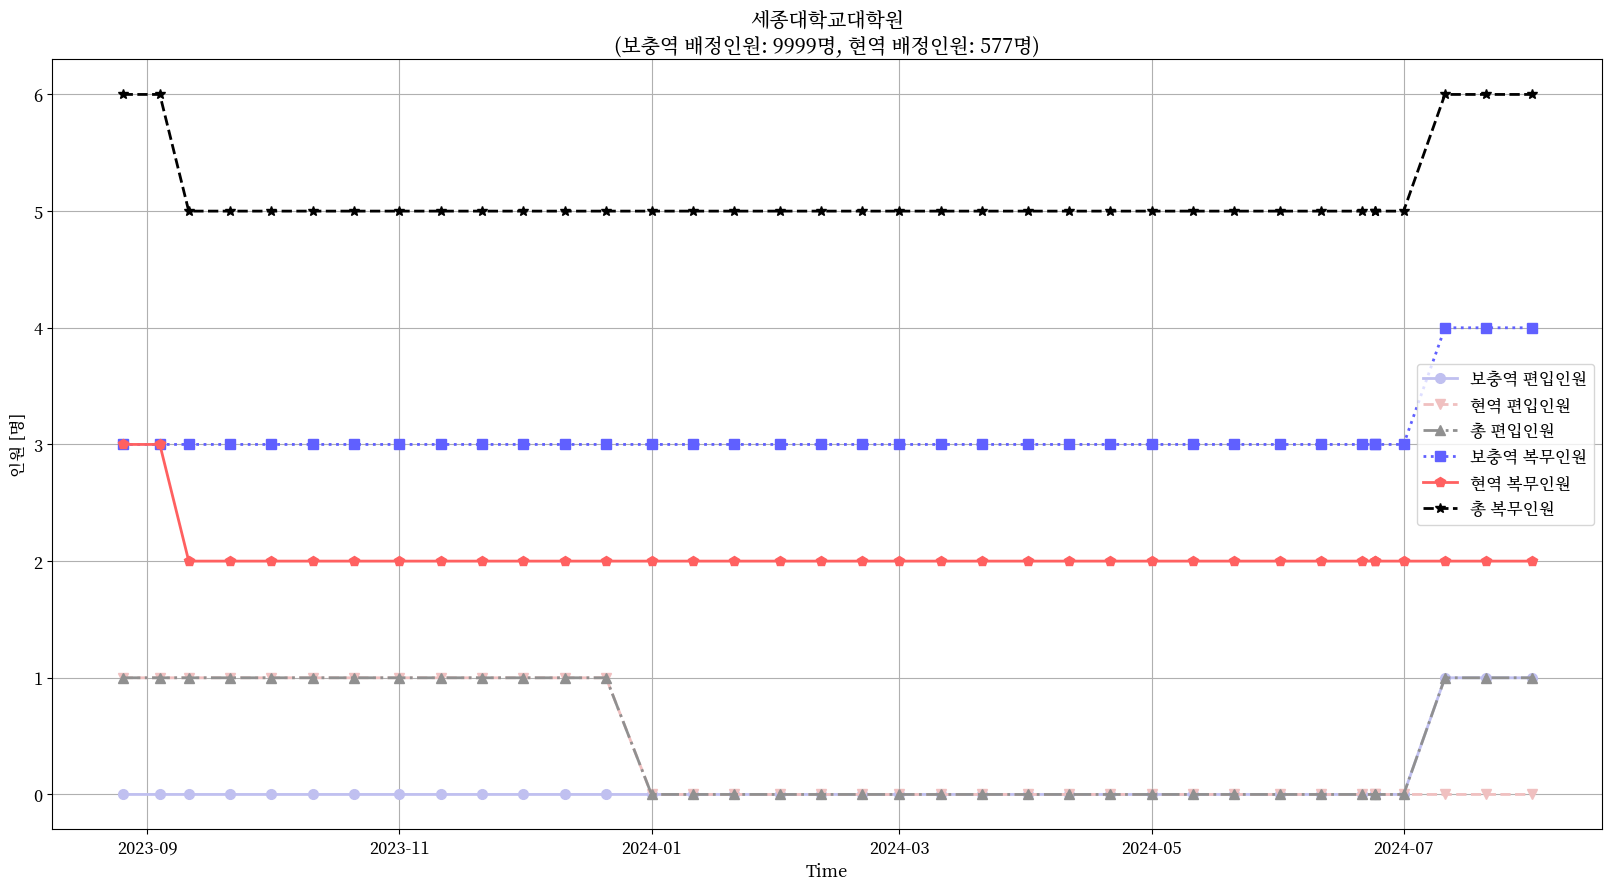 세종대학교대학원
(보충역 배정인원: 9999명, 현역 배정인원: 577명)
6
5
4
3
2
1
0
인원 [명]
보충역 편입인원
현역 편입인원
총 편입인원
보충역 복무인원
현역 복무인원
총 복무인원
2023-09
2023-11
2024-01
2024-03
2024-05
2024-07
Time